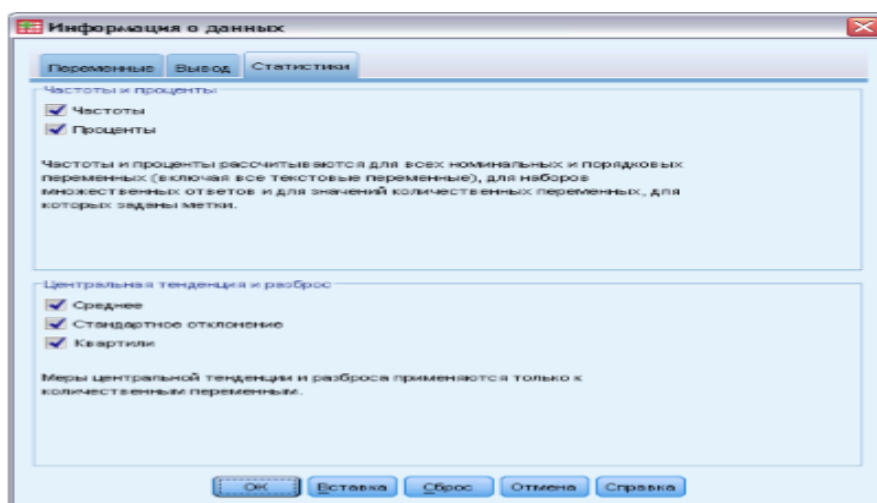 Информация о данных
Переменные Вывод Статистики
Частоты и проценты
Частоты
Проценты
Частоты и проценты рассчитываются для всех номинальных и порядковых
переменных (включая все текстовые переменные), для наборов
множественных ответов и для значений количественных переменных, для
которых заданы метки.
Центральная тенденция и разброс
Среднее
Стандартное отклонение
Квартили
Меры центральной тенденции и разброса применяются только к
количественным переменным.
OK Вставка Сброс Отмена Справка